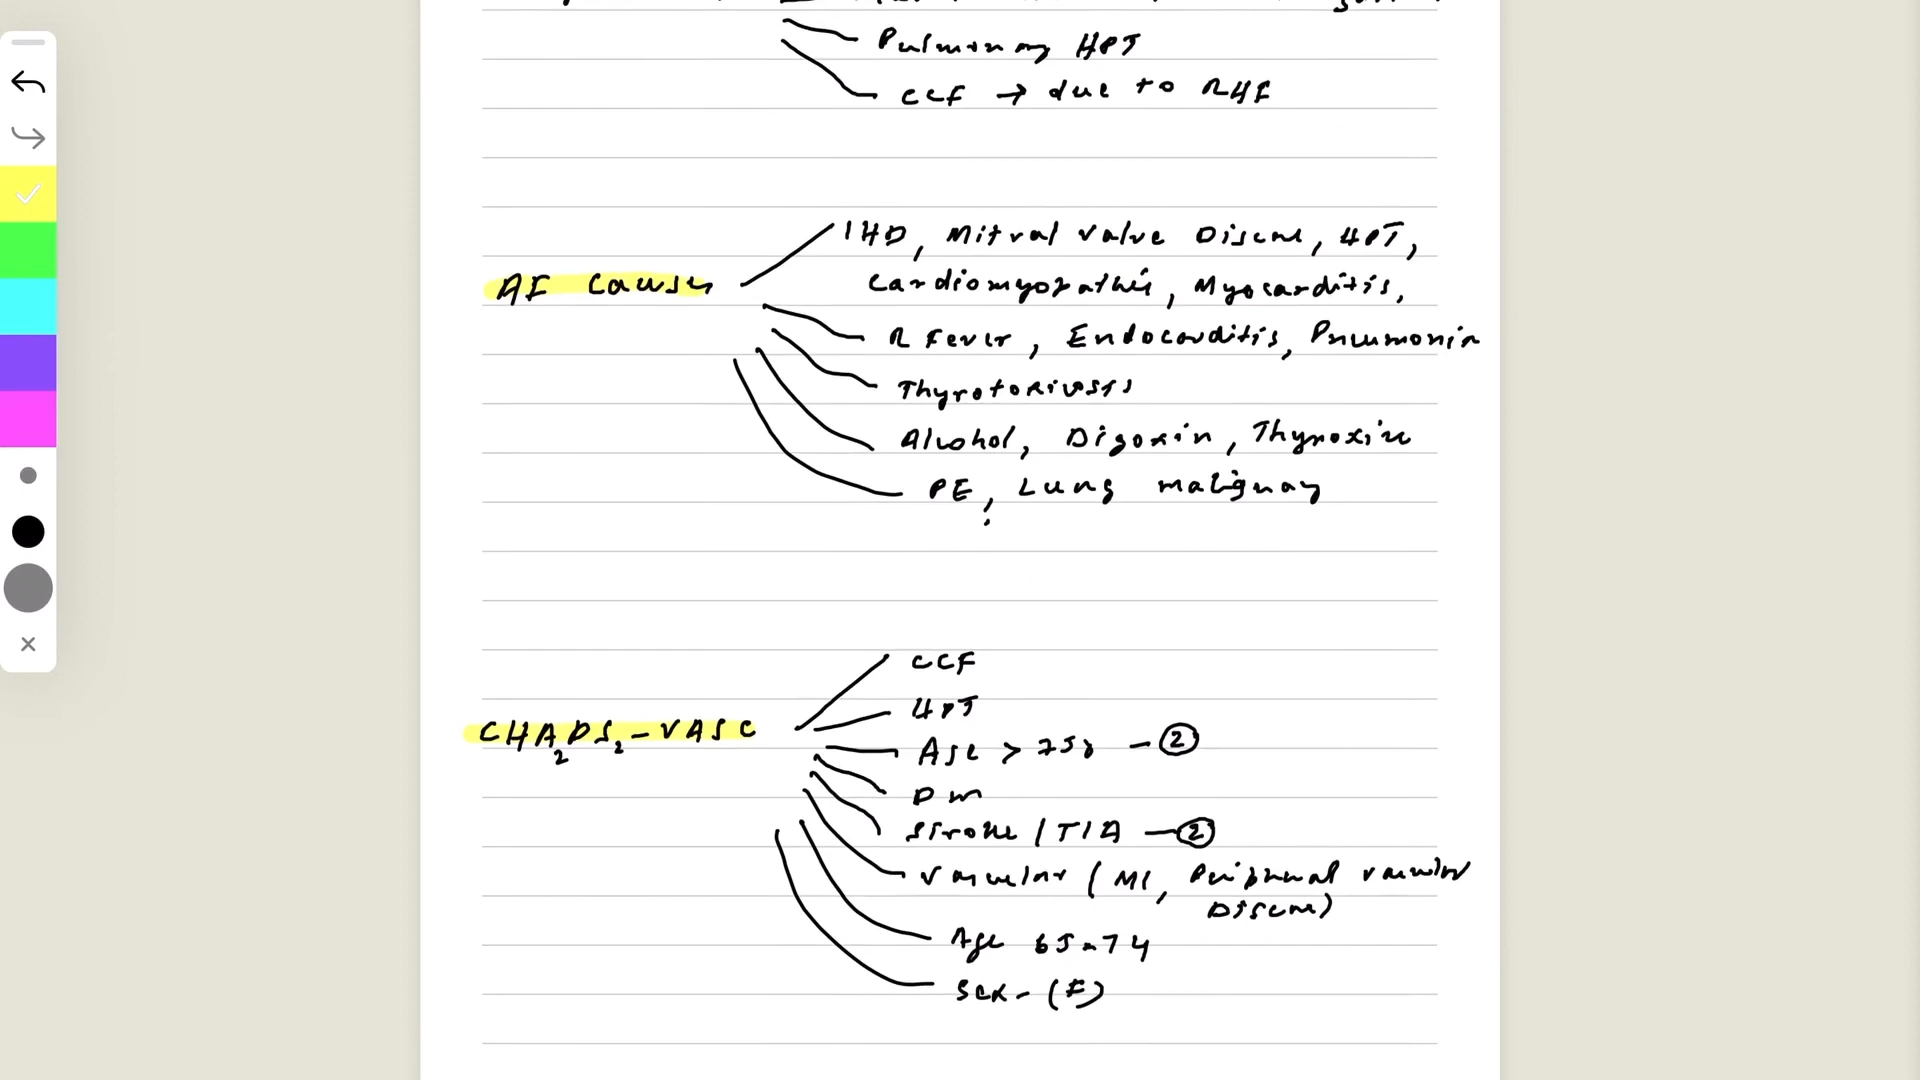 Pulmonary HPT
CCF → due to RHF
IHD, Mitral valve Disease, HPT,
AF causes
cardiomyopathies, Myocarditis,
R Fever, Endocarditis, Pneumonia
Thyrotoxicosis
Alcohol, Digoxin, Thyroxine
PE, Lung malignancy
CCF
HPT
CHA2DS2-VASC
Age > 75y - 2
DM
Stroke / TIA - 2
Vascular (MI, Peripheral vascular
Disease)
Age 65-74
Sex - (F)